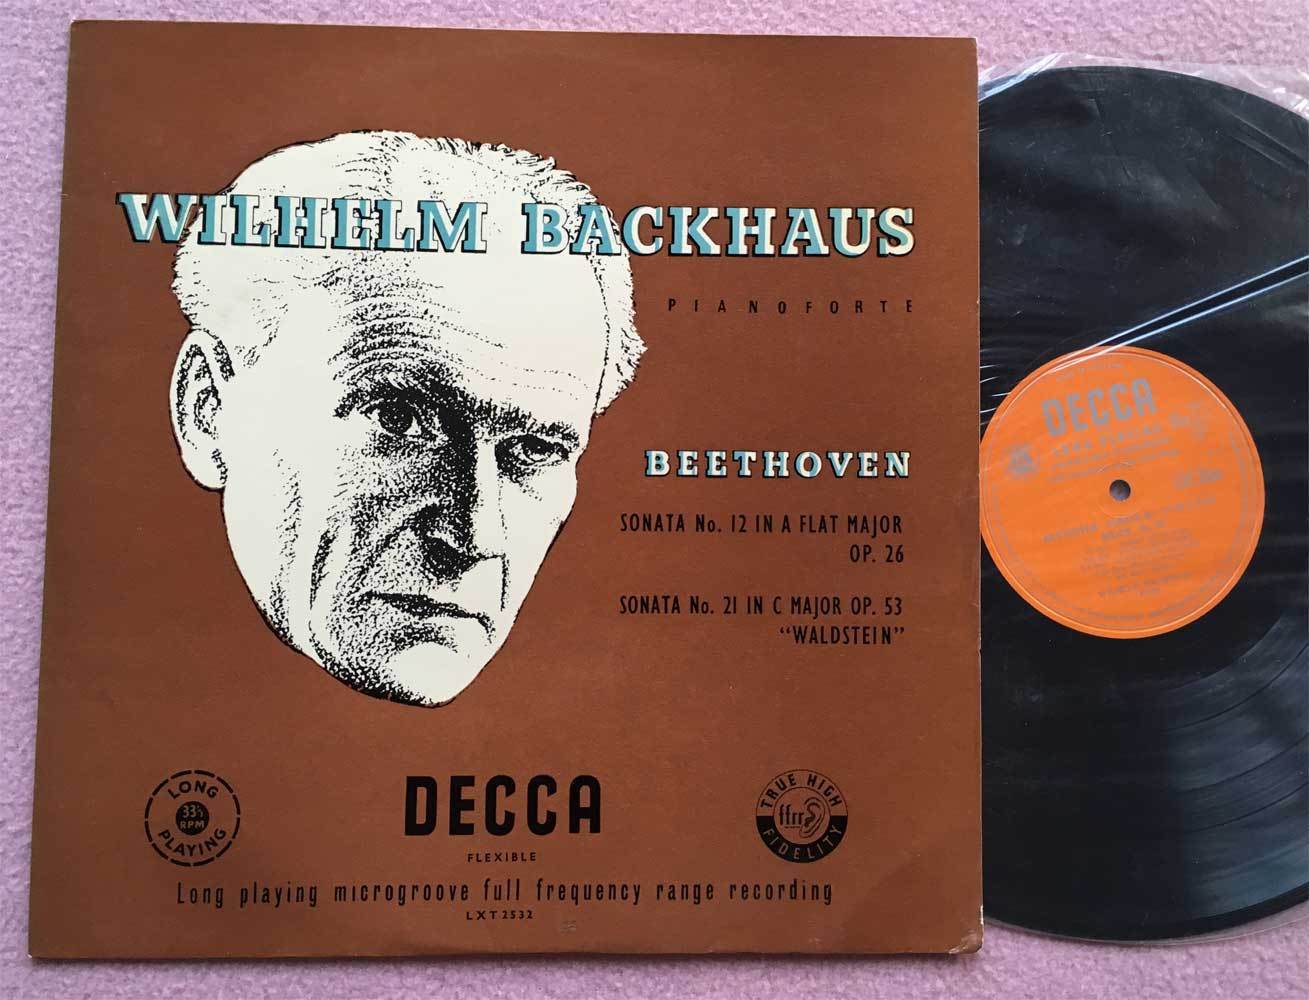 WILHELM BACKHAUS
PIANOFORTE
BEETHOVEN
SONATA No. 12 IN A FLAT MAJOR
OP. 26
SONATA No. 21 IN C MAJOR OP. 53
“WALDSTEIN”
LONG
33⅓
RPM
PLAYING
DECCA
TRUE HIGH
ffrr
FIDELITY
FLEXIBLE
Long playing microgroove full frequency range recording
LXT 2532
DECCA
LONG PLAYING